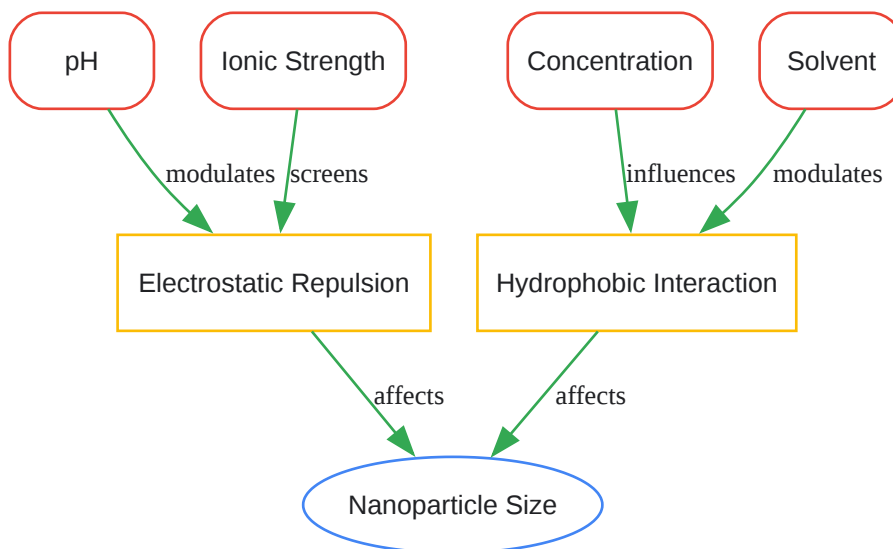 pH
Ionic Strength
Concentration
Solvent
modulates
screens
influences
modulates
Electrostatic Repulsion
Hydrophobic Interaction
affects
affects
Nanoparticle Size